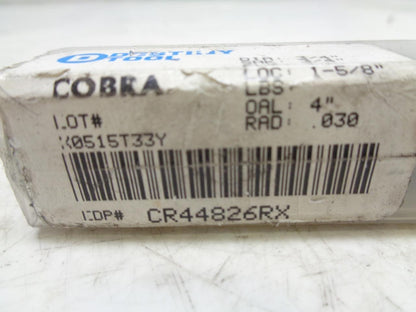 DESTINY
TOOL
COBRA
LOC: 1-5/8"
LBS:
OAL: 4"
RAD: .030
LOT#
X0515T33Y
EDP# CR44826RX